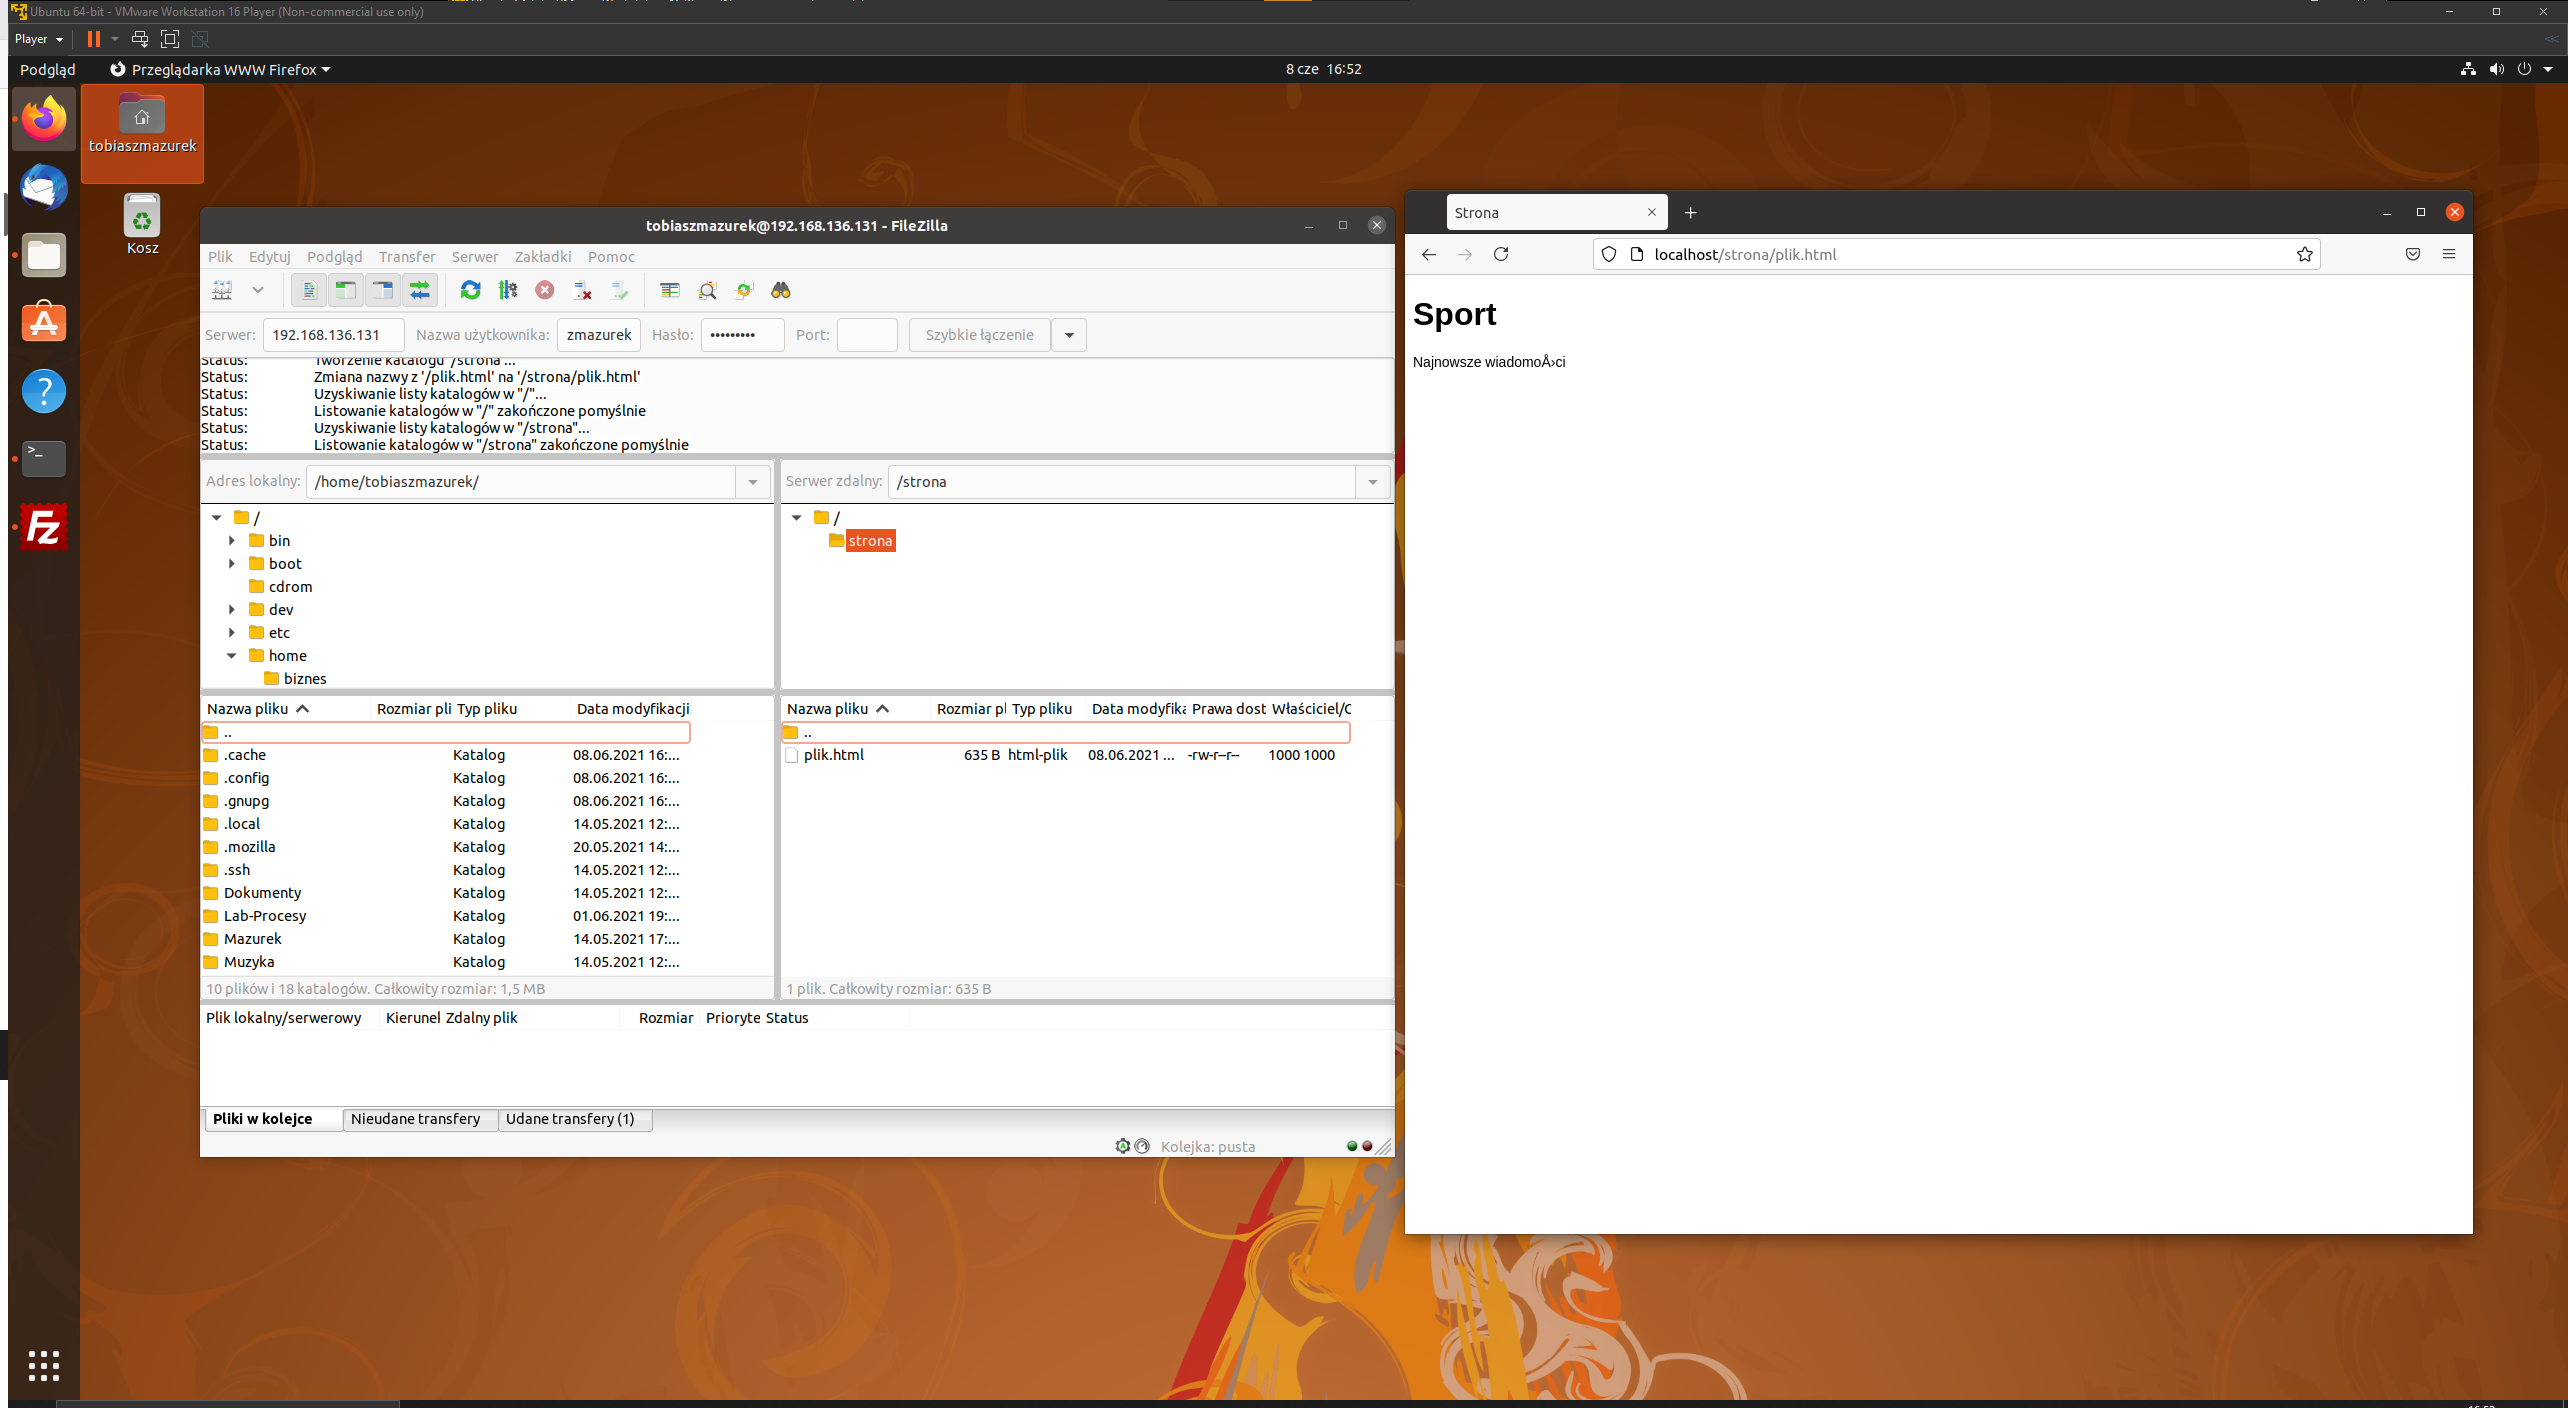 Ubuntu 64-bit - VMware Workstation 16 Player (Non-commercial use only)
Player
Podgląd
Przeglądarka WWW Firefox
8 cze 16:52
tobiaszmazurek
Kosz
tobiaszmazurek@192.168.136.131 - FileZilla
Plik Edytuj Podgląd Transfer Serwer Zakładki Pomoc
Serwer: 192.168.136.131 Nazwa użytkownika: zmazurek Hasło: ••••••••• Port: Szybkie łączenie
Status: Tworzenie katalogu '/strona'...
Status: Zmiana nazwy z '/plik.html' na '/strona/plik.html'
Status: Uzyskiwanie listy katalogów w "/"...
Status: Listowanie katalogów w "/" zakończone pomyślnie
Status: Uzyskiwanie listy katalogów w "/strona"...
Status: Listowanie katalogów w "/strona" zakończone pomyślnie
Adres lokalny: /home/tobiaszmazurek/
/
bin
boot
cdrom
dev
etc
home
biznes
Serwer zdalny: /strona
/
strona
Nazwa pliku Rozmiar pli Typ pliku Data modyfikacji
..
.cache Katalog 08.06.2021 16:...
.config Katalog 08.06.2021 16:...
.gnupg Katalog 08.06.2021 16:...
.local Katalog 14.05.2021 12:...
.mozilla Katalog 20.05.2021 14:...
.ssh Katalog 14.05.2021 12:...
Dokumenty Katalog 14.05.2021 12:...
Lab-Procesy Katalog 01.06.2021 19:...
Mazurek Katalog 14.05.2021 17:...
Muzyka Katalog 14.05.2021 12:...
10 plików i 18 katalogów. Całkowity rozmiar: 1,5 MB
Nazwa pliku Rozmiar pl Typ pliku Data modyfika Prawa dost Właściciel/C
..
plik.html 635 B html-plik 08.06.2021 ... -rw-r--r-- 1000 1000
1 plik. Całkowity rozmiar: 635 B
Plik lokalny/serwerowy Kierunel Zdalny plik Rozmiar Prioryte Status
Pliki w kolejce Nieudane transfery Udane transfery (1)
Kolejka: pusta
Strona
localhost/strona/plik.html
Sport
Najnowsze wiadomoÅ›ci